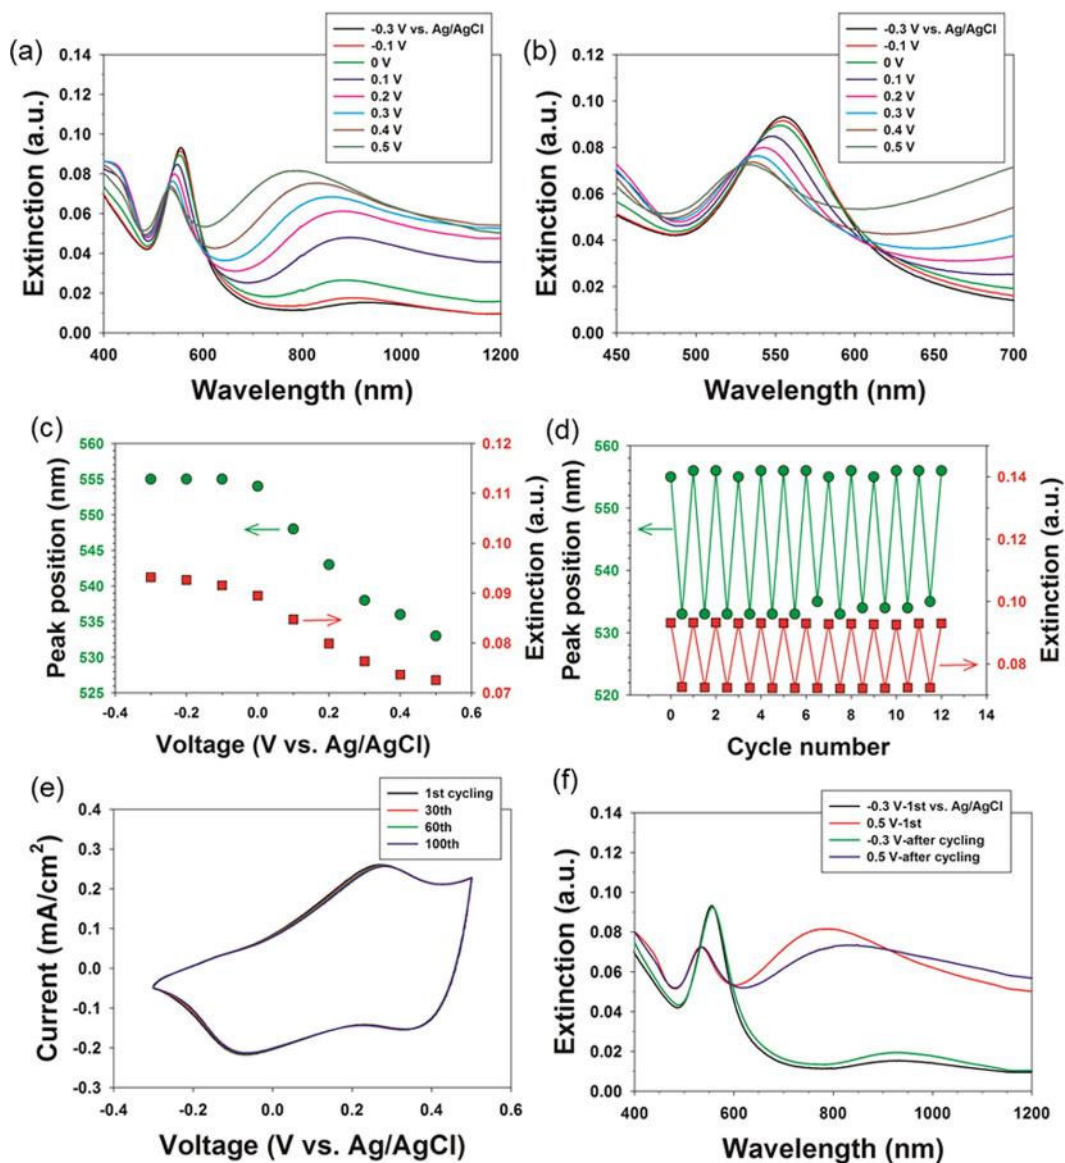 (a)
-0.3 V vs. Ag/AgCl
-0.1 V
0 V
0.1 V
0.2 V
0.3 V
0.4 V
0.5 V
Extinction (a.u.)
0.14
0.12
0.10
0.08
0.06
0.04
0.02
0.00
400 600 800 1000 1200
Wavelength (nm)
(b)
-0.3 V vs. Ag/AgCl
-0.1 V
0 V
0.1 V
0.2 V
0.3 V
0.4 V
0.5 V
Extinction (a.u.)
0.12
0.10
0.08
0.06
0.04
0.02
0.00
450 500 550 600 650 700
Wavelength (nm)
(c)
Peak position (nm)
560
555
550
545
540
535
530
525
0.12
0.11
0.10
0.09
0.08
0.07
Extinction (a.u.)
-0.4 -0.2 0.0 0.2 0.4 0.6
Voltage (V vs. Ag/AgCl)
(d)
Peak position (nm)
560
550
540
530
520
0.14
0.12
0.10
0.08
Extinction (a.u.)
0 2 4 6 8 10 12 14
Cycle number
(e)
1st cycling
30th
60th
100th
Current (mA/cm²)
0.4
0.3
0.2
0.1
0.0
-0.1
-0.2
-0.3
-0.4 -0.2 0.0 0.2 0.4 0.6
Voltage (V vs. Ag/AgCl)
(f)
-0.3 V-1st vs. Ag/AgCl
0.5 V-1st
-0.3 V-after cycling
0.5 V-after cycling
Extinction (a.u.)
0.14
0.12
0.10
0.08
0.06
0.04
0.02
0.00
400 600 800 1000 1200
Wavelength (nm)